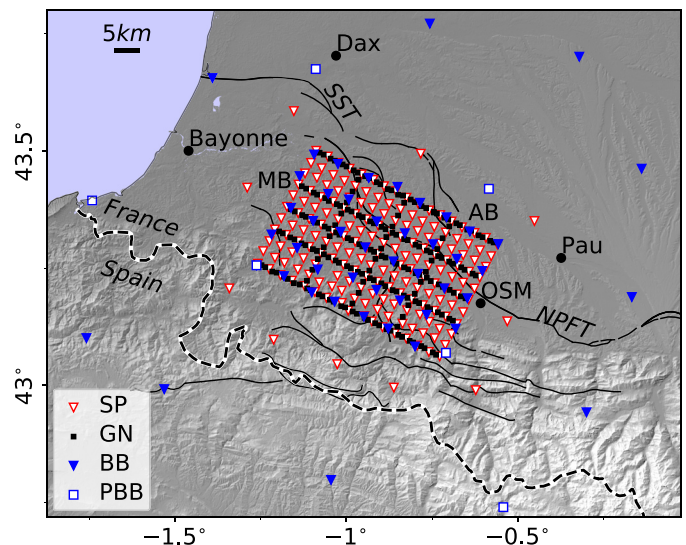 5km
Dax
SST
Bayonne
43.5°
MB
France
AB
Spain
Pau
OSM
NPFT
43°
SP
GN
BB
PBB
−1.5°
−1°
−0.5°